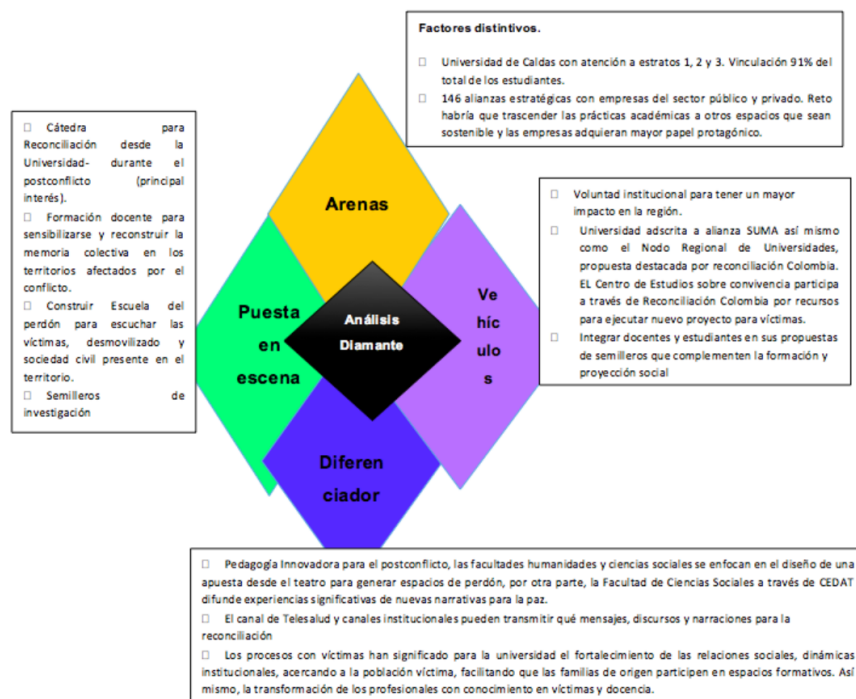 Factores distintivos.
Universidad de Caldas con atención a estratos 1, 2 y 3. Vinculación 91% del
total de los estudiantes.
146 alianzas estratégicas con empresas del sector público y privado. Reto
habría que trascender las prácticas académicas a otros espacios que sean
sostenible y las empresas adquieran mayor papel protagónico.
Cátedra para
Reconciliación desde la
Universidad- durante el
postconflicto (principal
interés).
Formación docente para
sensibilizarse y reconstruir la
memoria colectiva en los
territorios afectados por el
conflicto.
Construir Escuela del
perdón para escuchar las
víctimas, desmovilizado y
sociedad civil presente en el
territorio.
Semilleros de
investigación
Arenas
Puesta
en
escena
Análisis
Diamante
Ve
híc
ulo
s
Diferen
ciador
Voluntad institucional para tener un mayor
impacto en la región.
Universidad adscrita a alianza SUMA así mismo
como el Nodo Regional de Universidades,
propuesta destacada por reconciliación Colombia.
EL Centro de Estudios sobre convivencia participa
a través de Reconciliación Colombia por recursos
para ejecutar nuevo proyecto para víctimas.
Integrar docentes y estudiantes en sus propuestas
de semilleros que complementen la formación y
proyección social
Pedagogía Innovadora para el postconflicto, las facultades humanidades y ciencias sociales se enfocan en el diseño de una
apuesta desde el teatro para generar espacios de perdón, por otra parte, la Facultad de Ciencias Sociales a través de CEDAT
difunde experiencias significativas de nuevas narrativas para la paz.
El canal de Telesalud y canales institucionales pueden transmitir qué mensajes, discursos y narraciones para la
reconciliación
Los procesos con víctimas han significado para la universidad el fortalecimiento de las relaciones sociales, dinámicas
institucionales, acercando a la población víctima, facilitando que las familias de origen participen en espacios formativos. Así
mismo, la transformación de los profesionales con conocimiento en víctimas y docencia.